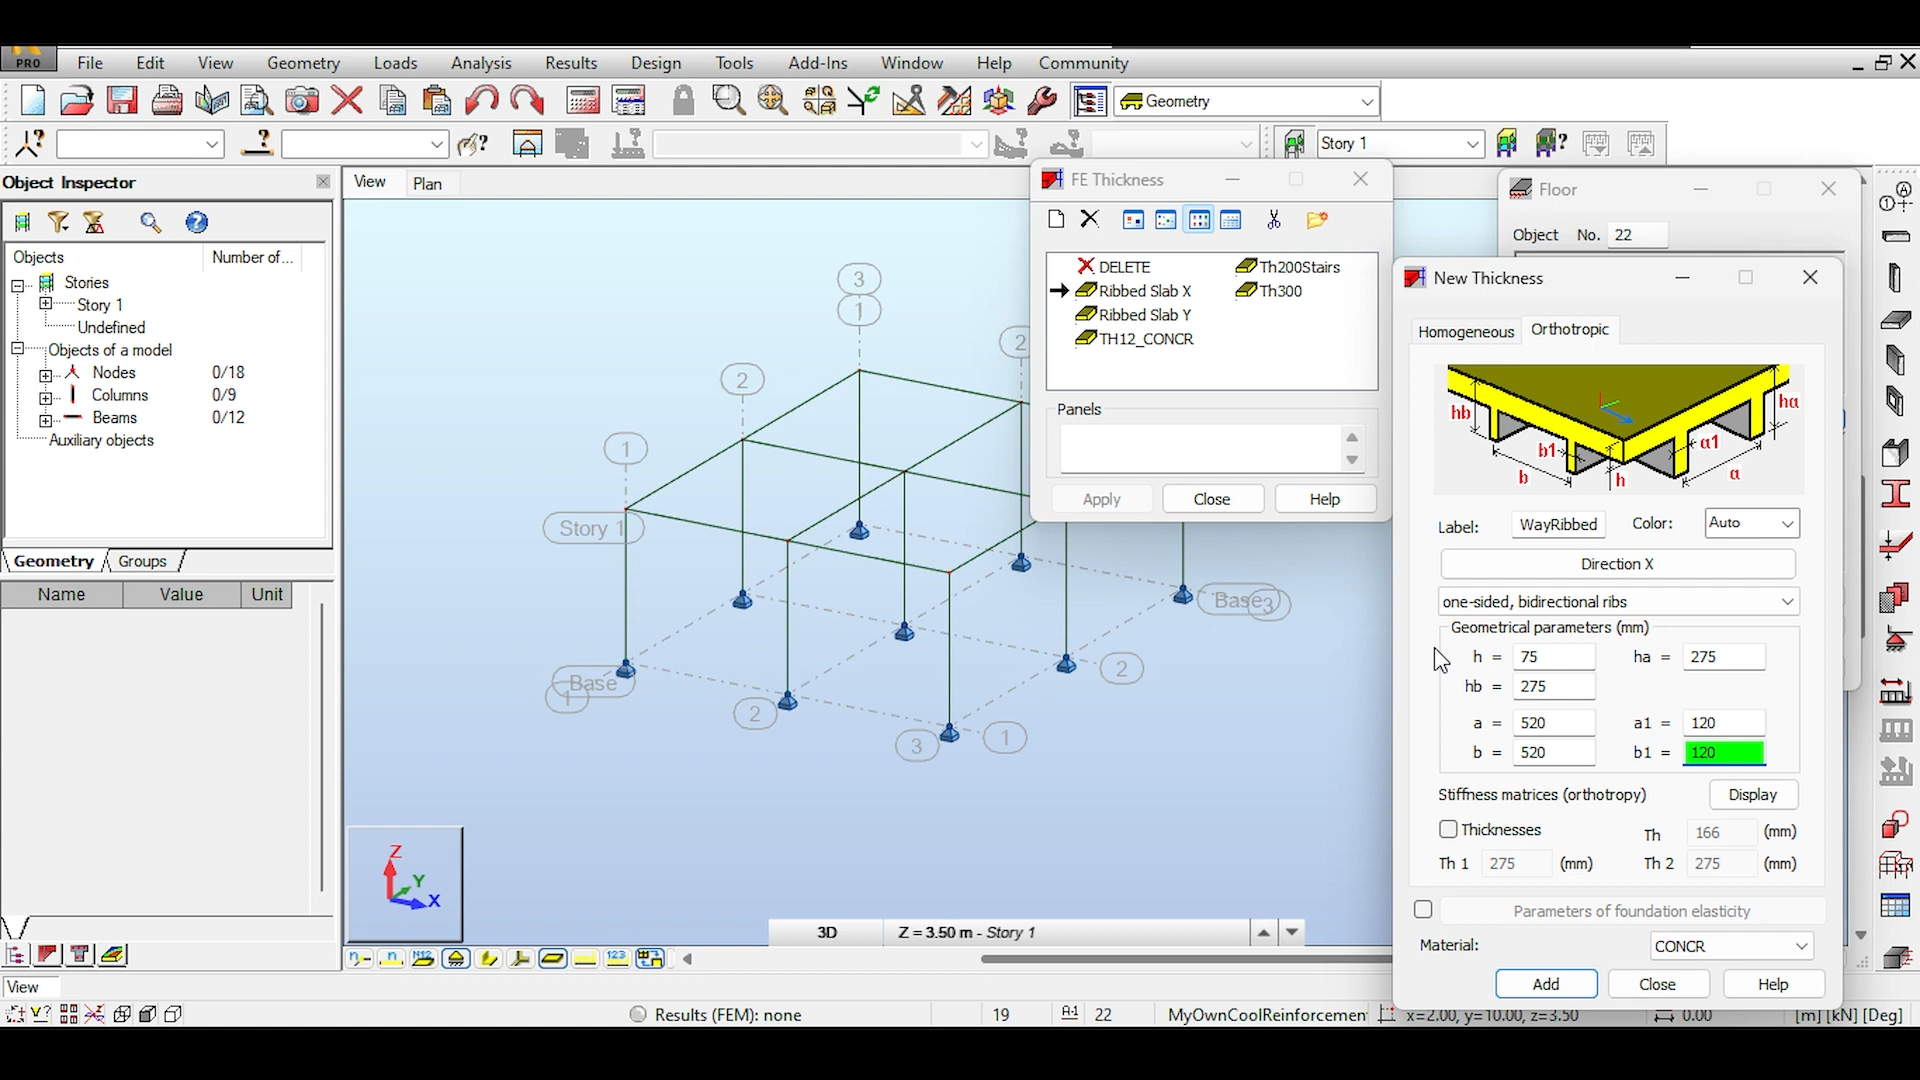 PRO File Edit View Geometry Loads Analysis Results Design Tools Add-Ins Window Help Community
Geometry
Story 1
Object Inspector
Objects Number of...
Stories
Story 1
Undefined
Objects of a model
Nodes 0/18
Columns 0/9
Beams 0/12
Auxiliary objects
Geometry Groups
Name Value Unit
View Plan
3
1
2
2
1
Story 1
Base
1
2
3
1
2
Base
3
Z
Y
X
3D Z = 3.50 m - Story 1
FE Thickness
DELETE Th200Stairs
Ribbed Slab X Th300
Ribbed Slab Y
TH12_CONCR
Panels
Apply Close Help
Floor
Object No. 22
New Thickness
Homogeneous Orthotropic
hb ha
b1 a1
b h a
Label: WayRibbed Color: Auto
Direction X
one-sided, bidirectional ribs
Geometrical parameters (mm)
h = 75 ha = 275
hb = 275
a = 520 a1 = 120
b = 520 b1 = 120
Stiffness matrices (orthotropy) Display
Thicknesses Th 166 (mm)
Th 1 275 (mm) Th 2 275 (mm)
Parameters of foundation elasticity
Material: CONCR
Add Close Help
View
Results (FEM): none 19 22 MyOwnCoolReinforcemen x=2.00, y=10.00, z=3.50 0.00 [m] [kN] [Deg]